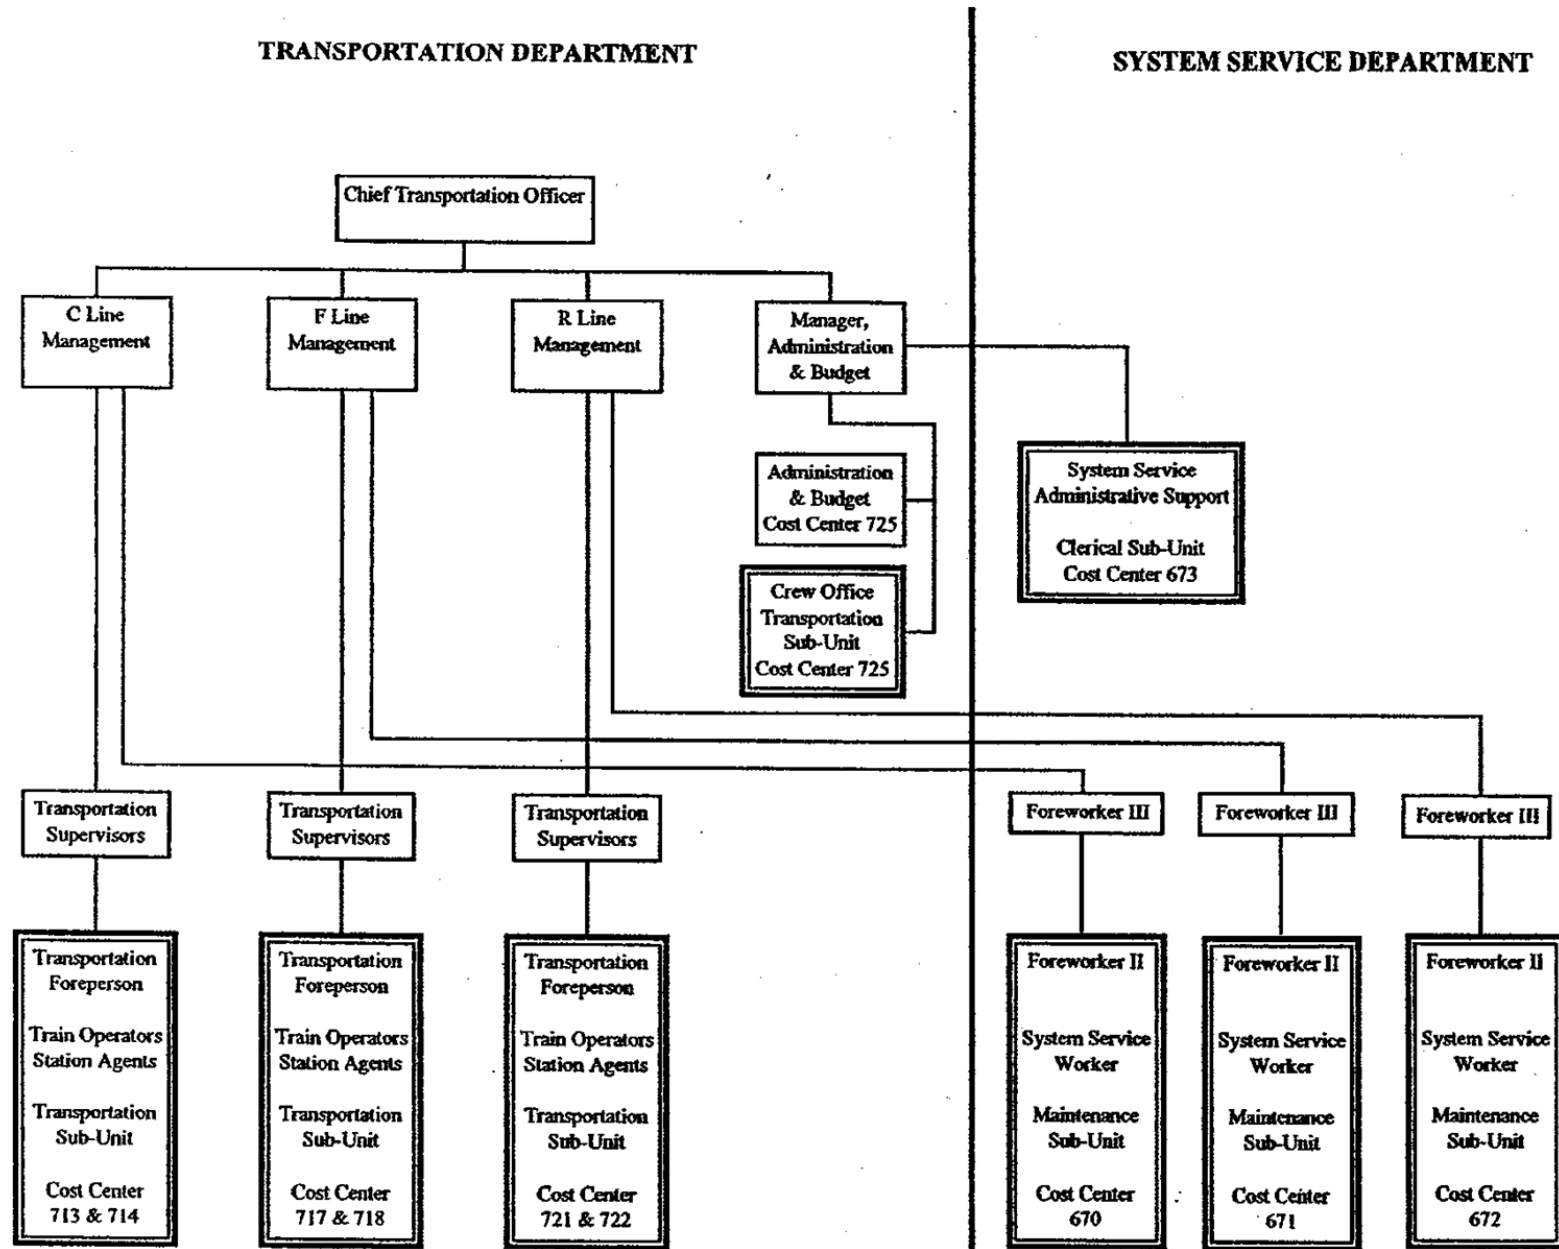 TRANSPORTATION DEPARTMENT
SYSTEM SERVICE DEPARTMENT
Chief Transportation Officer
C Line
Management
F Line
Management
R Line
Management
Manager,
Administration
& Budget
Administration
& Budget
Cost Center 725
Crew Office
Transportation
Sub-Unit
Cost Center 725
System Service
Administrative Support
Clerical Sub-Unit
Cost Center 673
Transportation
Supervisors
Transportation
Supervisors
Transportation
Supervisors
Foreworker III
Foreworker III
Foreworker III
Transportation
Foreperson
Train Operators
Station Agents
Transportation
Sub-Unit
Cost Center
713 & 714
Transportation
Foreperson
Train Operators
Station Agents
Transportation
Sub-Unit
Cost Center
717 & 718
Transportation
Foreperson
Train Operators
Station Agents
Transportation
Sub-Unit
Cost Center
721 & 722
Foreworker II
System Service
Worker
Maintenance
Sub-Unit
Cost Center
670
Foreworker II
System Service
Worker
Maintenance
Sub-Unit
Cost Center
671
Foreworker II
System Service
Worker
Maintenance
Sub-Unit
Cost Center
672